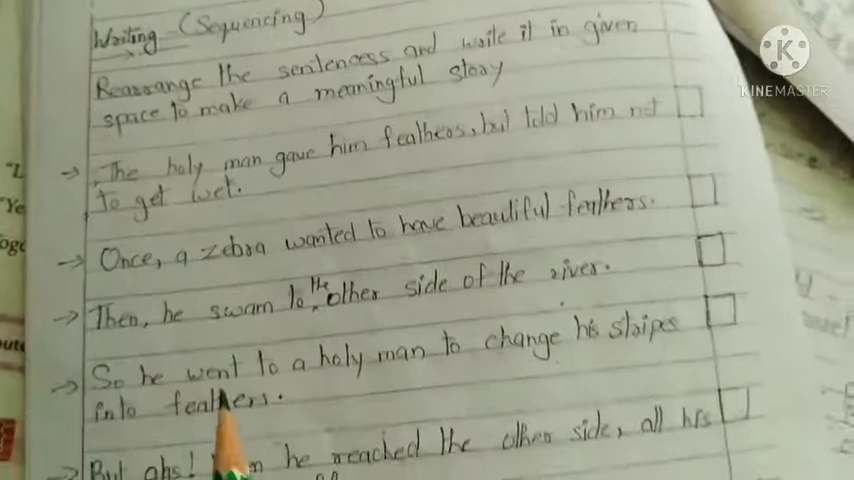 Writing (Sequencing)
Rearrange the sentencess and write it in given
space to make a meaningful story
→ The holy man gave him feathers, but told him not
to get wet.
→ Once, a zebra wanted to have beautiful feathers.
→ Then, he swam to the other side of the river.
→ So he went to a holy man to change his stripes
into feathers.
→ But ahs! he reached the other side, all his
KINEMASTER
"L
"Ye